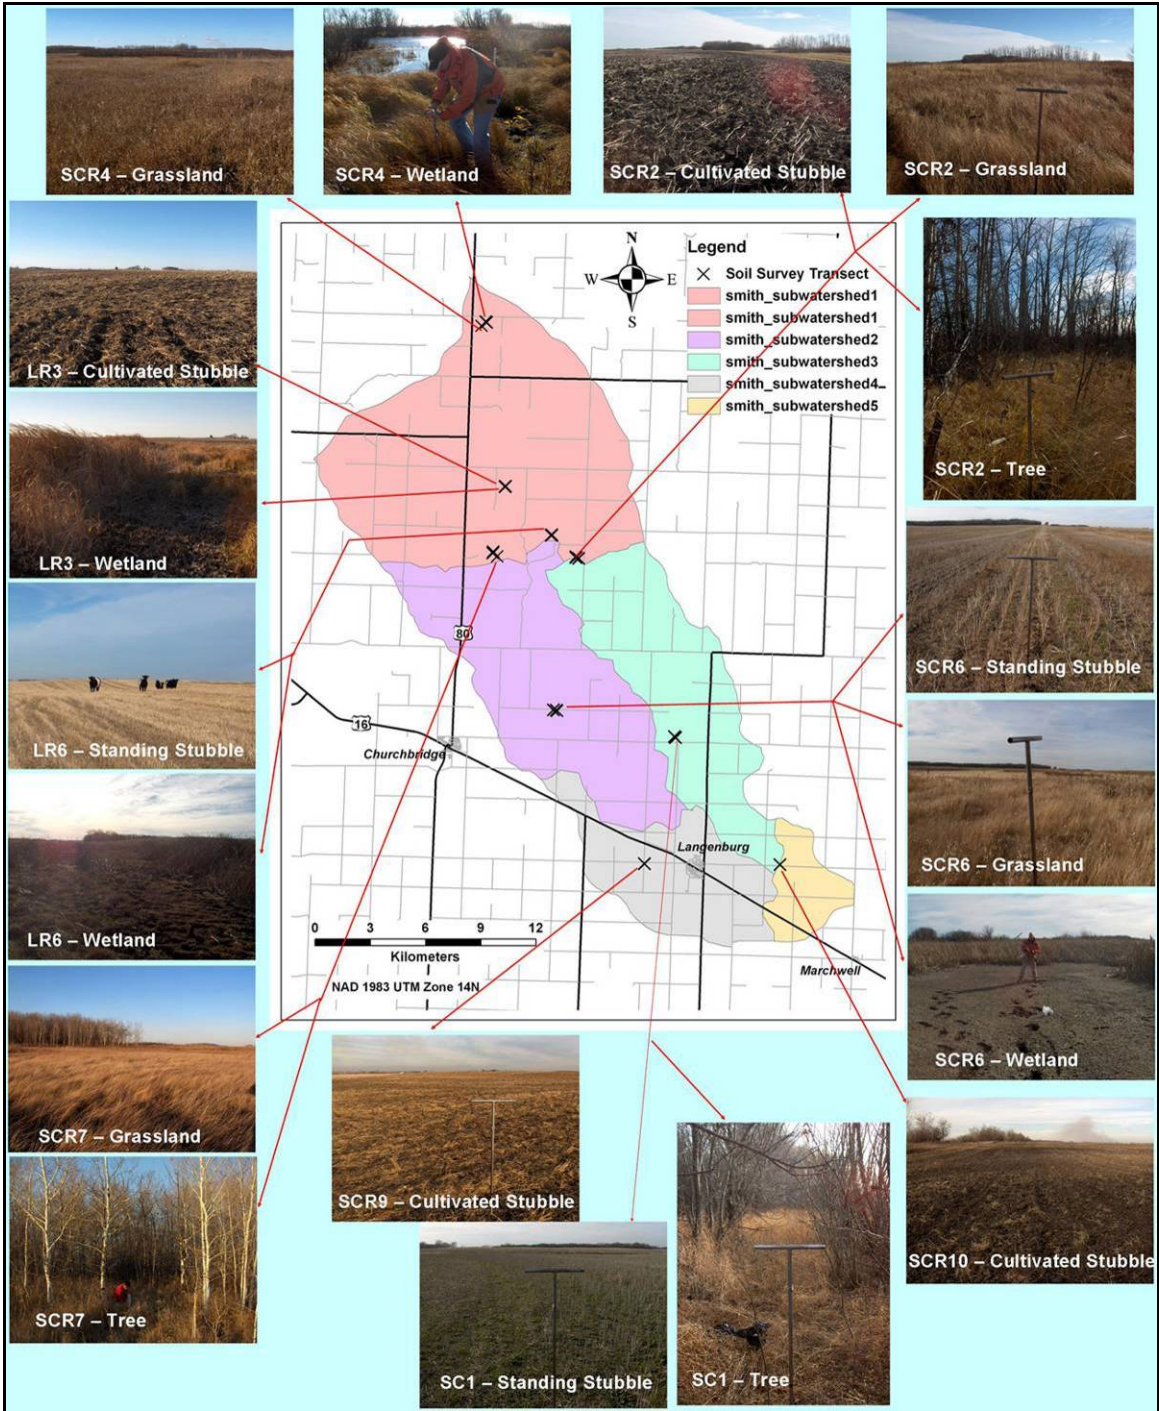 SCR4 – Grassland
SCR4 – Wetland
SCR2 – Cultivated Stubble
SCR2 – Grassland
LR3 – Cultivated Stubble
LR3 – Wetland
LR6 – Standing Stubble
LR6 – Wetland
SCR7 – Grassland
SCR7 – Tree
N
W
E
S
Legend
Soil Survey Transect
smith_subwatershed1
smith_subwatershed1
smith_subwatershed2
smith_subwatershed3
smith_subwatershed4
smith_subwatershed5
80
16
Churchbridge
Langenburg
Marchwell
0 3 6 9 12
Kilometers
NAD 1983 UTM Zone 14N
SCR2 – Tree
SCR6 – Standing Stubble
SCR6 – Grassland
SCR6 – Wetland
SCR10 – Cultivated Stubble
SCR9 – Cultivated Stubble
SC1 – Standing Stubble
SC1 – Tree